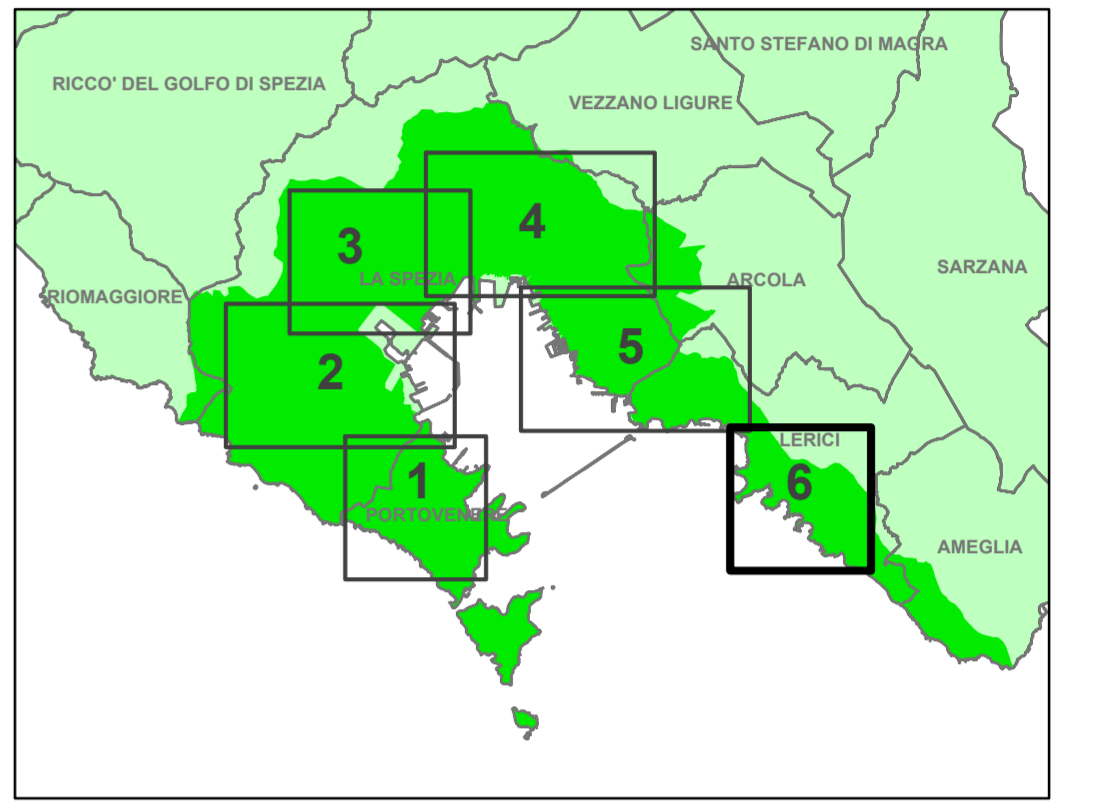 SANTO STEFANO DI MAGRA
RICCO' DEL GOLFO DI SPEZIA
VEZZANO LIGURE
4
3
LA SPEZIA
ARCOLA
SARZANA
RIOMAGGIORE
5
2
LERICI
1
6
PORTOVENERE
AMEGLIA